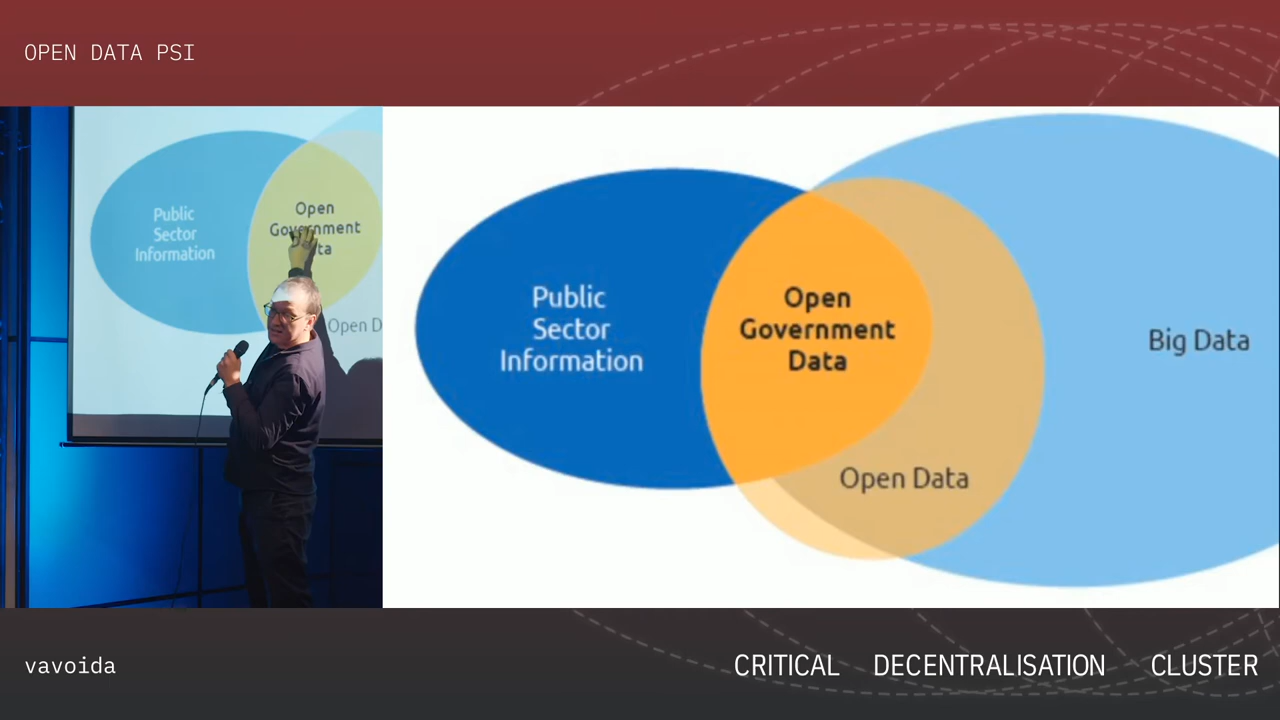 OPEN DATA PSI
Public
Sector
Information
Open
Government
Open D
Public
Sector
Information
Open
Government
Data
Big Data
Open Data
vavoida
CRITICAL DECENTRALISATION CLUSTER